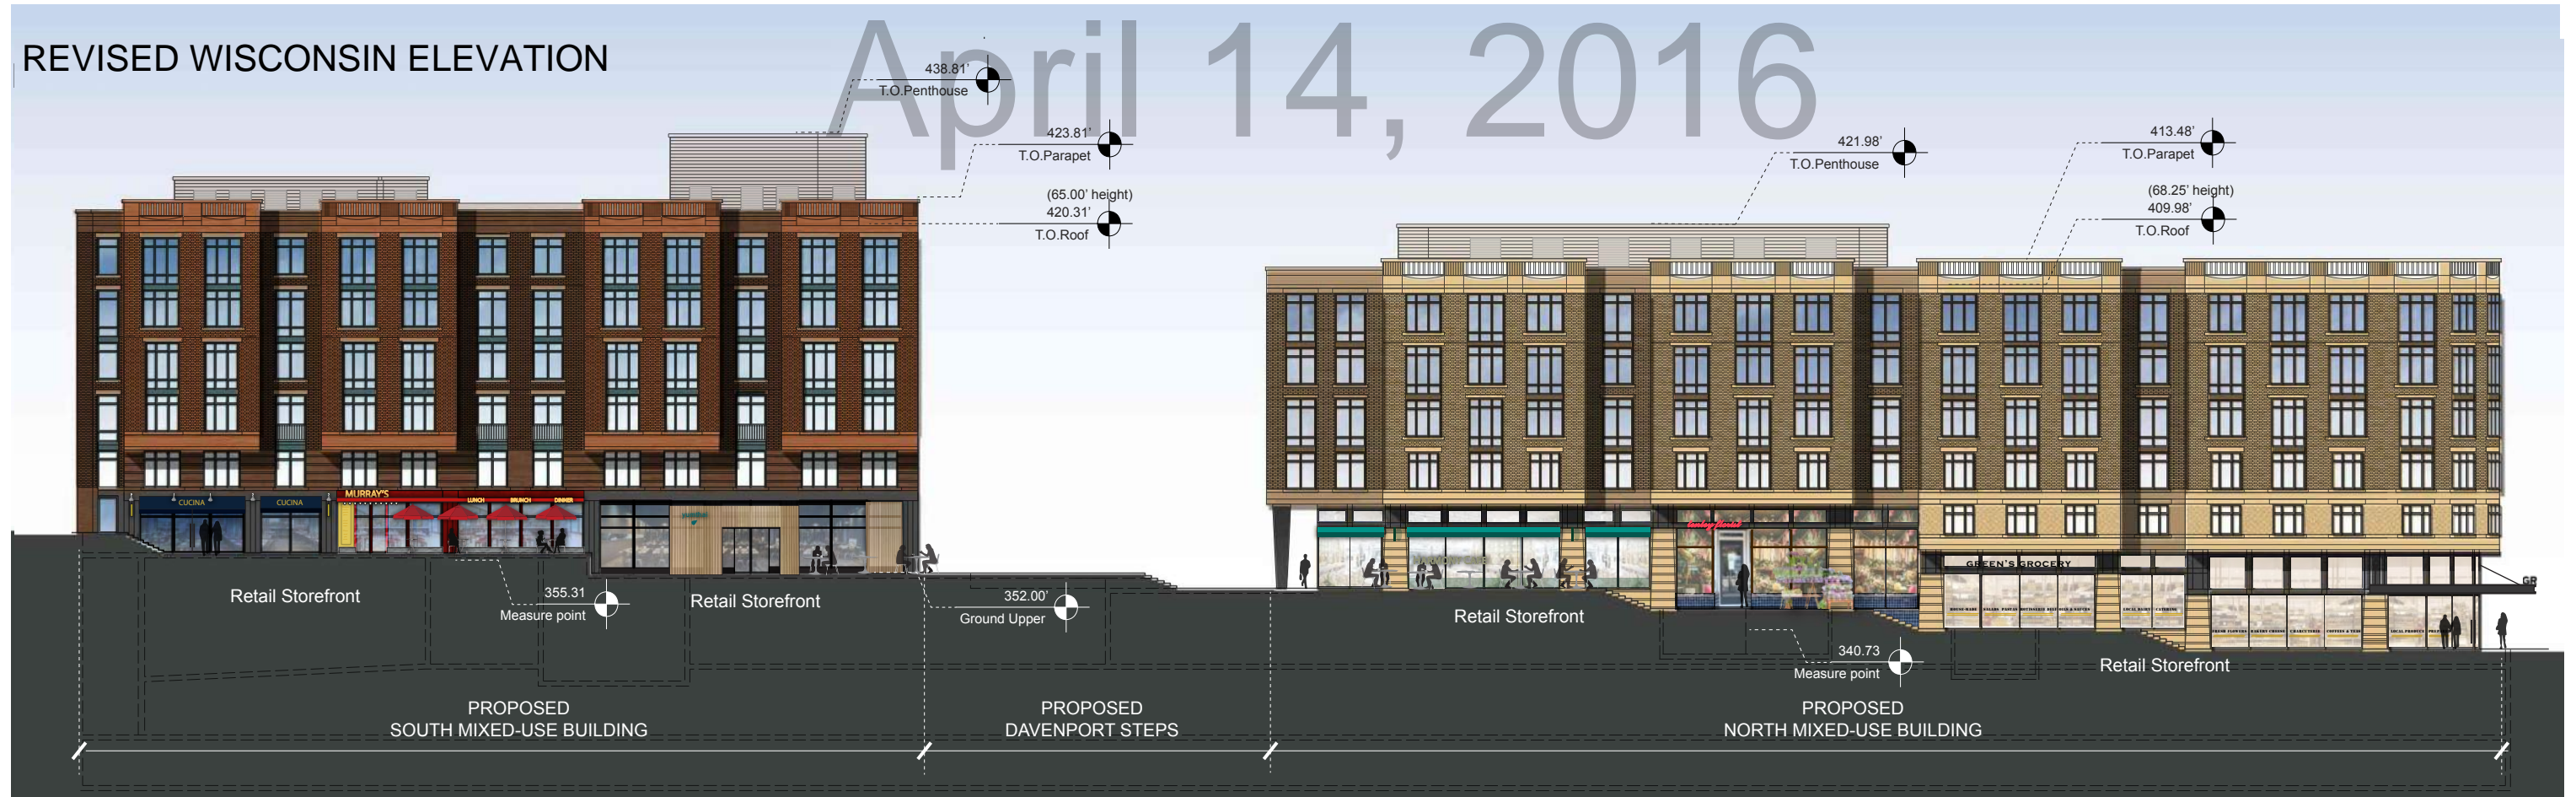 REVISED WISCONSIN ELEVATION
April 14, 2016
438.81'
T.O.Penthouse
423.81'
T.O.Parapet
(65.00' height)
420.31'
T.O.Roof
421.98'
T.O.Penthouse
413.48'
T.O.Parapet
(68.25' height)
409.98'
T.O.Roof
CUCINA
CUCINA
MURRAY'S
LUNCH
BRUNCH
DINNER
GREEN'S GROCERY
GR
Retail Storefront
355.31
Measure point
Retail Storefront
352.00'
Ground Upper
Retail Storefront
340.73
Measure point
Retail Storefront
PROPOSED
SOUTH MIXED-USE BUILDING
PROPOSED
DAVENPORT STEPS
PROPOSED
NORTH MIXED-USE BUILDING